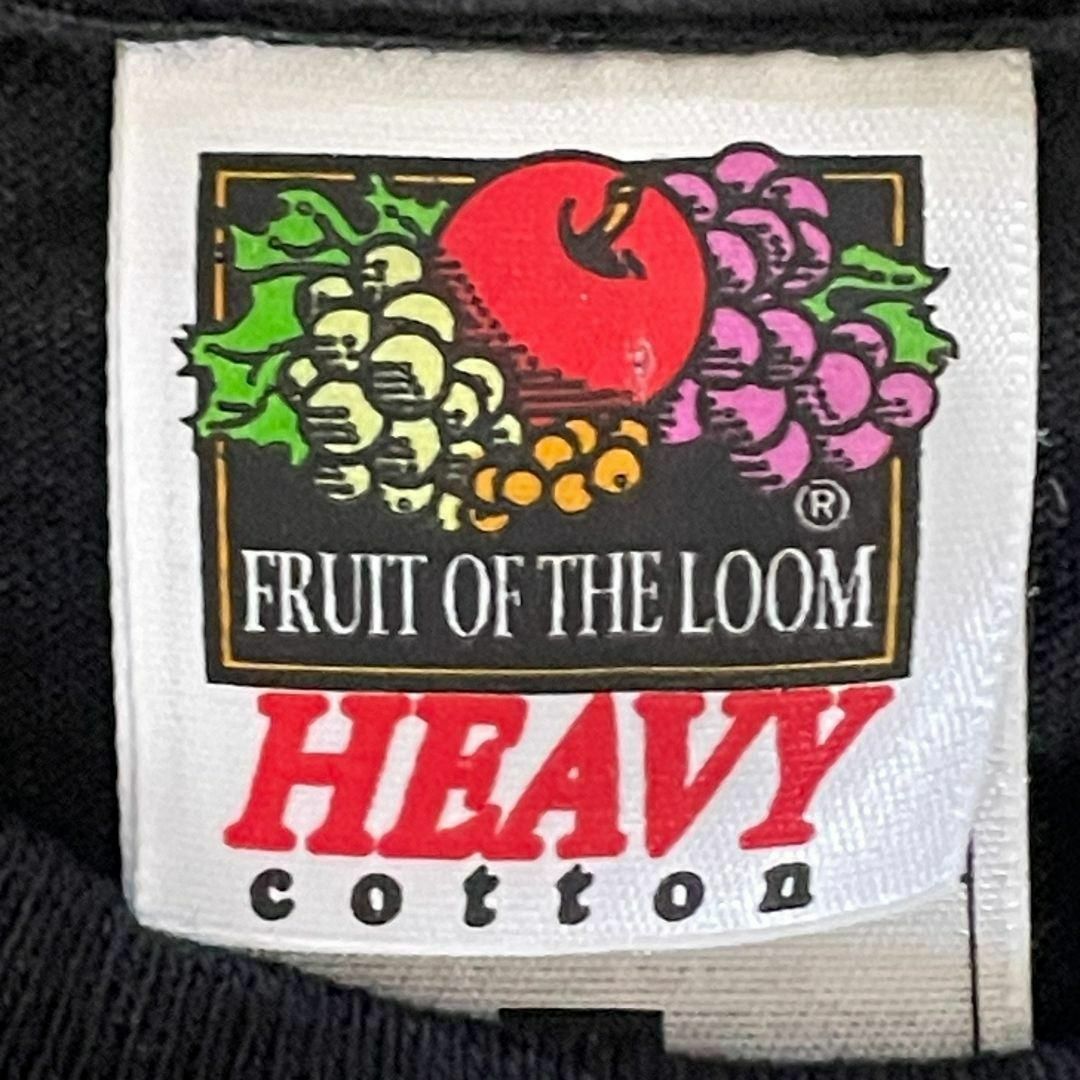 ®
FRUIT OF THE LOOM
HEAVY
cotton